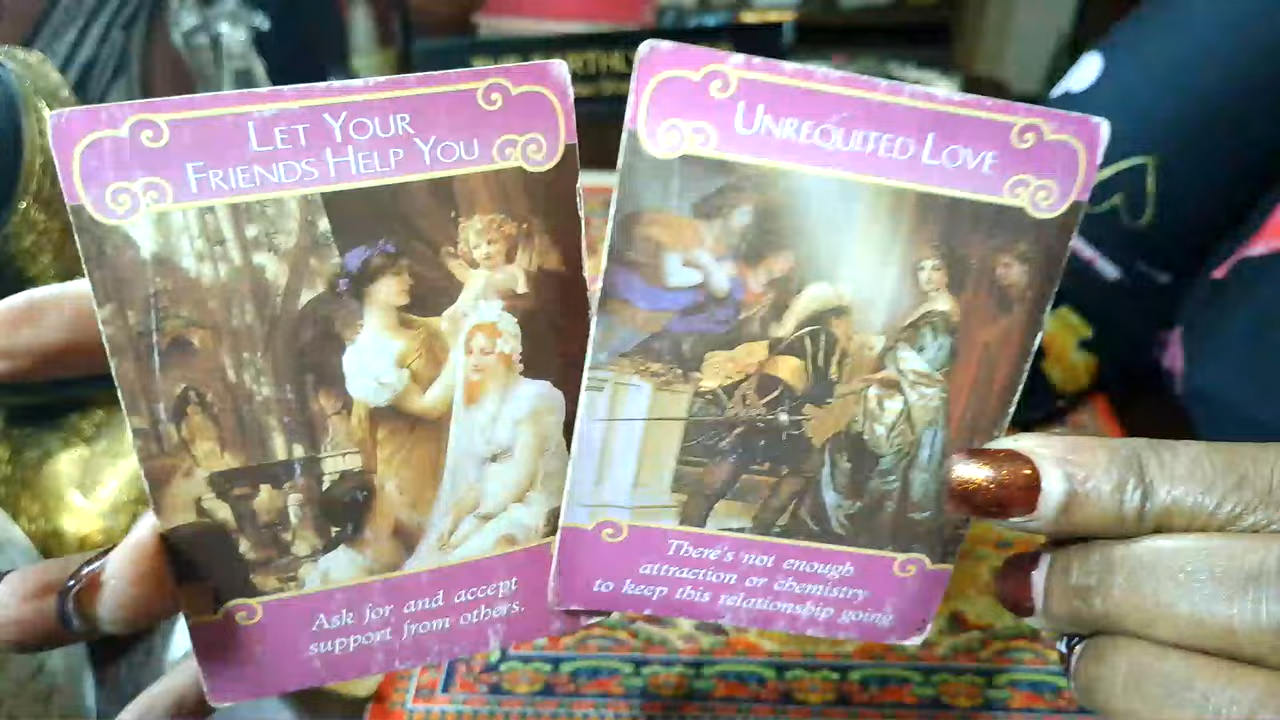 LET YOUR
FRIENDS HELP YOU
Ask for and accept
support from others.
UNREQUITED LOVE
There's not enough
attraction or chemistry
to keep this relationship going.